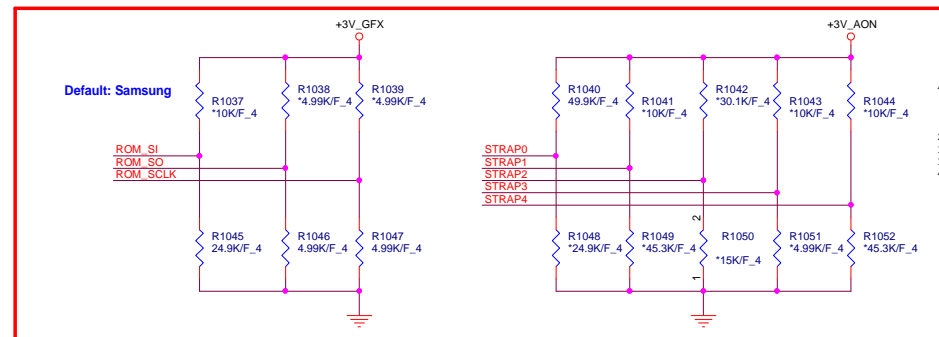 +3V_GFX
+3V_AON
Default: Samsung
R1037
*10K/F_4
R1038
*4.99K/F_4
R1039
*4.99K/F_4
R1040
49.9K/F_4
R1041
*10K/F_4
R1042
*30.1K/F_4
R1043
*10K/F_4
R1044
*10K/F_4
ROM_SI
ROM_SO
ROM_SCLK
STRAP0
STRAP1
STRAP2
STRAP3
STRAP4
R1045
24.9K/F_4
R1046
4.99K/F_4
R1047
4.99K/F_4
R1048
*24.9K/F_4
R1049
*45.3K/F_4
2
R1050
*15K/F_4
1
R1051
*4.99K/F_4
R1052
*45.3K/F_4